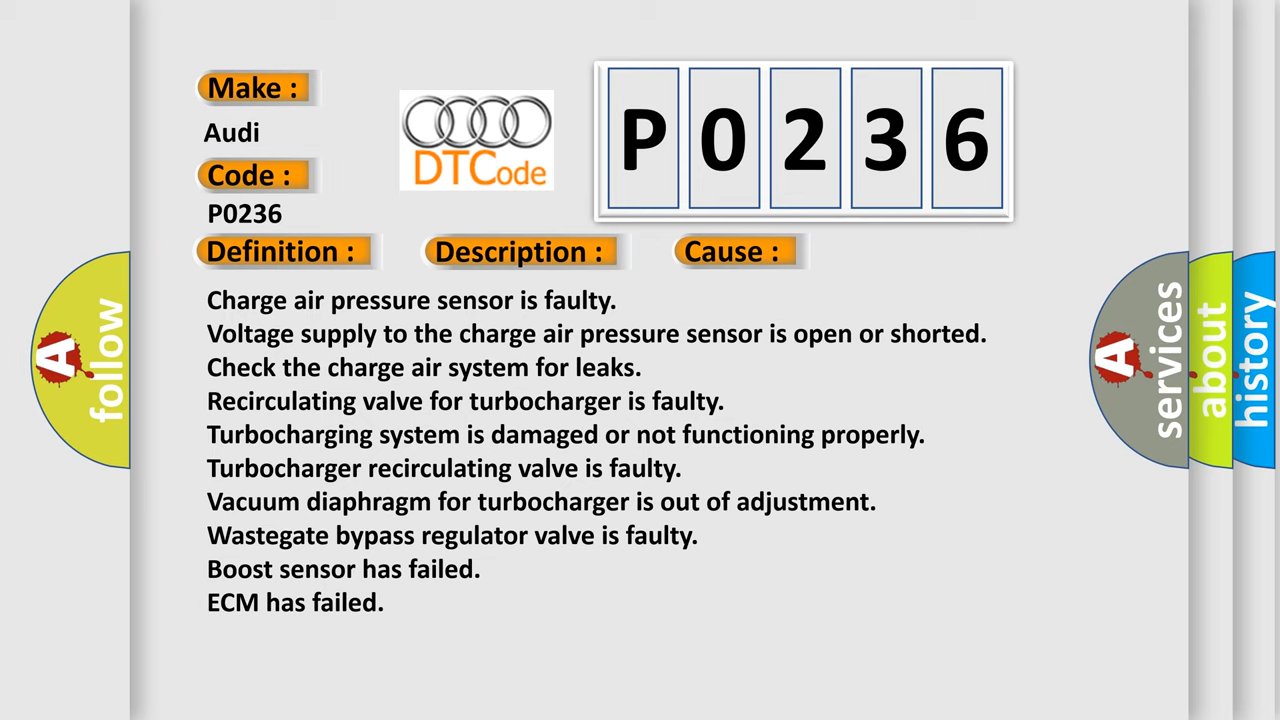 Make :
Audi
Code :
P0236
DTCode
P0236
Definition :
Description :
Cause :
Charge air pressure sensor is faulty.
Voltage supply to the charge air pressure sensor is open or shorted.
Check the charge air system for leaks.
Recirculating valve for turbocharger is faulty.
Turbocharging system is damaged or not functioning properly.
Turbocharger recirculating valve is faulty.
Vacuum diaphragm for turbocharger is out of adjustment.
Wastegate bypass regulator valve is faulty.
Boost sensor has failed.
ECM has failed.
A follow
A services
about
history